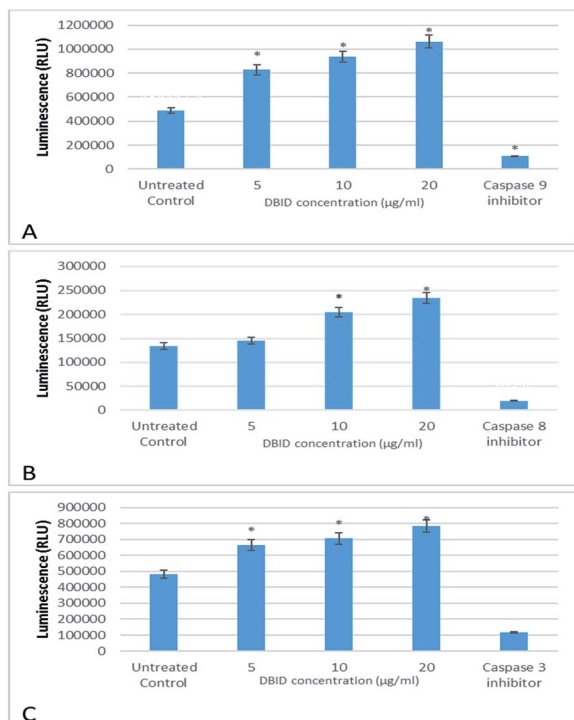 1200000
1000000
800000
600000
400000
200000
0
Luminescence (RLU)
* * * *
Untreated Control 5 10 20 Caspase 9 inhibitor
DBID concentration (µg/ml)
A
300000
250000
200000
150000
100000
50000
0
Luminescence (RLU)
* *
Untreated Control 5 10 20 Caspase 8 inhibitor
DBID concentration (µg/ml)
B
900000
800000
700000
600000
500000
400000
300000
200000
100000
0
Luminescence (RLU)
* * *
Untreated Control 5 10 20 Caspase 3 inhibitor
DBID concentration (µg/ml)
C